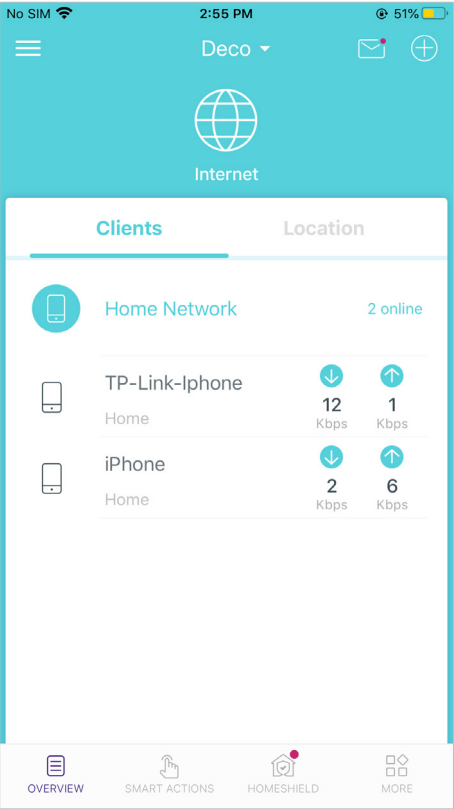 No SIM 2:55 PM 51%
Deco
Internet
Clients Location
Home Network 2 online
TP-Link-Iphone
Home
12 1
Kbps Kbps
iPhone
Home
2 6
Kbps Kbps
OVERVIEW SMART ACTIONS HOMESHIELD MORE